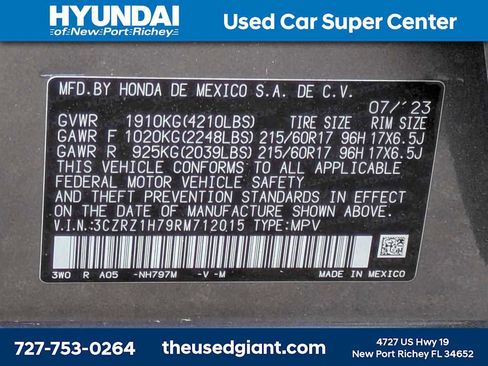 HYUNDAI
of New Port Richey
Used Car Super Center
MFD. BY HONDA DE MEXICO S.A. DE C.V.
07/'23
GVWR 1910KG(4210LBS) TIRE SIZE RIM SIZE
GAWR F 1020KG(2248LBS) 215/60R17 96H 17X6.5J
GAWR R 925KG(2039LBS) 215/60R17 96H 17X6.5J
THIS VEHICLE CONFORMS TO ALL APPLICABLE
FEDERAL MOTOR VEHICLE SAFETY
AND THEFT PREVENTION STANDARDS IN EFFECT ON
THE DATE OF MANUFACTURE SHOWN ABOVE.
V.I.N.:3CZRZ1H79RM712015 TYPE:MPV
3W0 R A05 -NH797M -V -M MADE IN MEXICO
727-753-0264
theusedgiant.com
4727 US Hwy 19
New Port Richey FL 34652